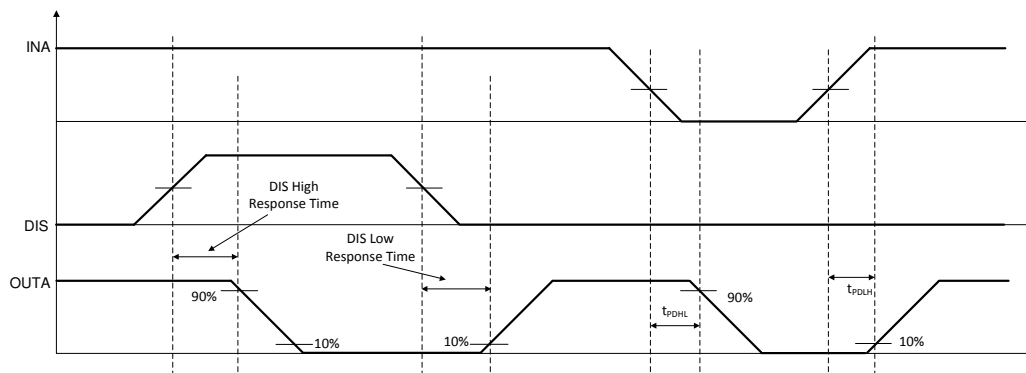 INA
DIS High
Response Time
DIS
DIS Low
Response Time
OUTA
90%
10%
10%
tPDHL
90%
tPDLH
10%